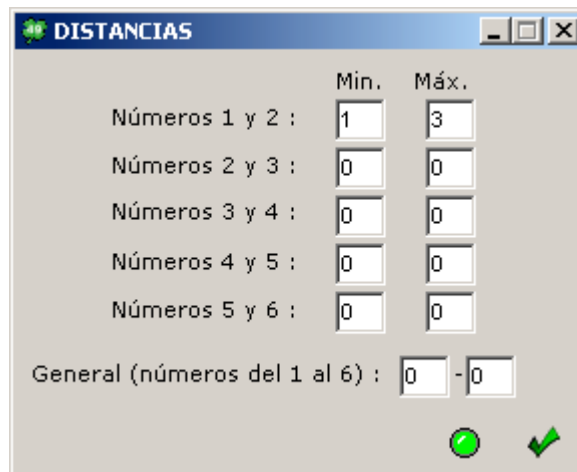 DISTANCIAS
Min. Máx.
Números 1 y 2 : 1 3
Números 2 y 3 : 0 0
Números 3 y 4 : 0 0
Números 4 y 5 : 0 0
Números 5 y 6 : 0 0
General (números del 1 al 6) : 0 - 0